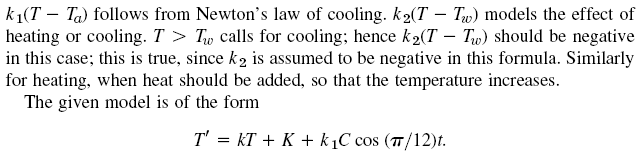 k₁(T − Tₐ) follows from Newton's law of cooling. k₂(T − T_w) models the effect of
heating or cooling. T > T_w calls for cooling; hence k₂(T − T_w) should be negative
in this case; this is true, since k₂ is assumed to be negative in this formula. Similarly
for heating, when heat should be added, so that the temperature increases.
The given model is of the form
T′ = kT + K + k₁C cos (π/12)t.